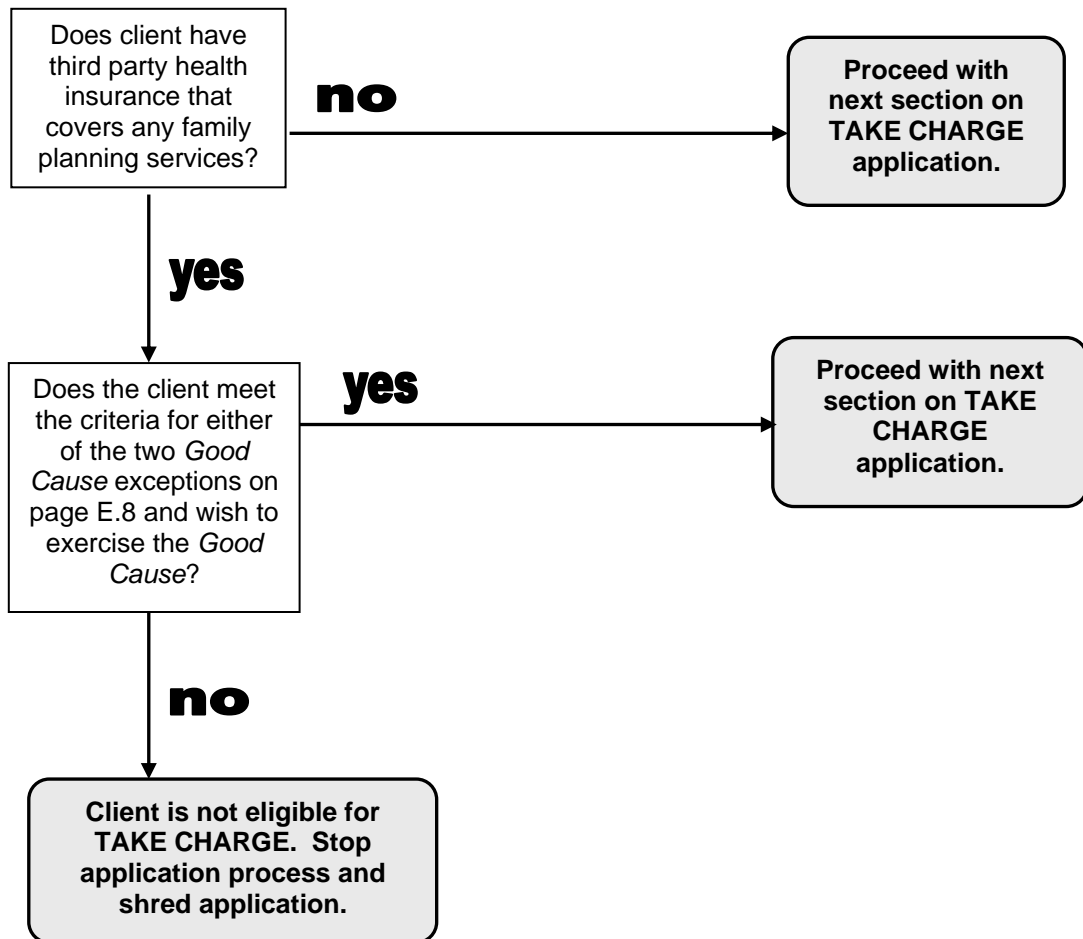 Does client have
third party health
insurance that
covers any family
planning services?
no
Proceed with
next section on
TAKE CHARGE
application.
yes
Does the client meet
the criteria for either
of the two Good
Cause exceptions on
page E.8 and wish to
exercise the Good
Cause?
yes
Proceed with next
section on TAKE
CHARGE
application.
no
Client is not eligible for
TAKE CHARGE.  Stop
application process and
shred application.